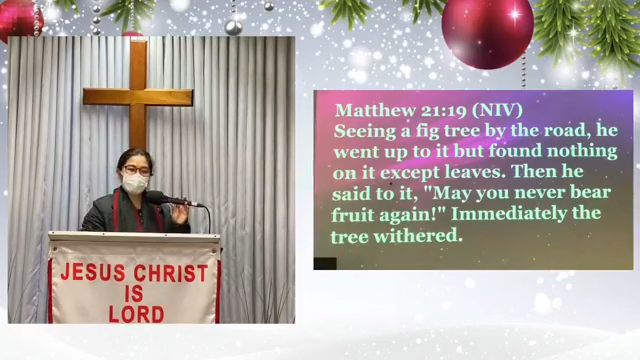 JESUS CHRIST
IS
LORD
Matthew 21:19 (NIV)
Seeing a fig tree by the road, he
went up to it but found nothing
on it except leaves. Then he
said to it, "May you never bear
fruit again!" Immediately the
tree withered.